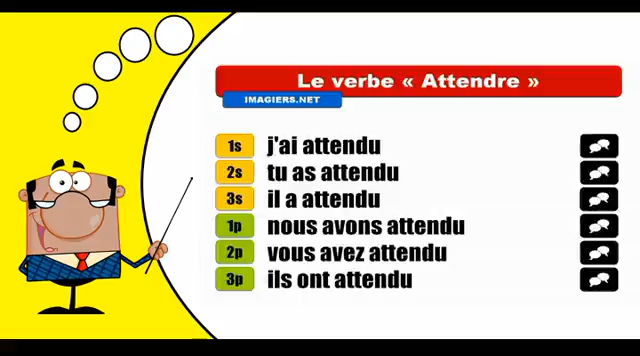 Le verbe « Attendre »
IMAGIERS.NET
1s j'ai attendu
2s tu as attendu
3s il a attendu
1p nous avons attendu
2p vous avez attendu
3p ils ont attendu